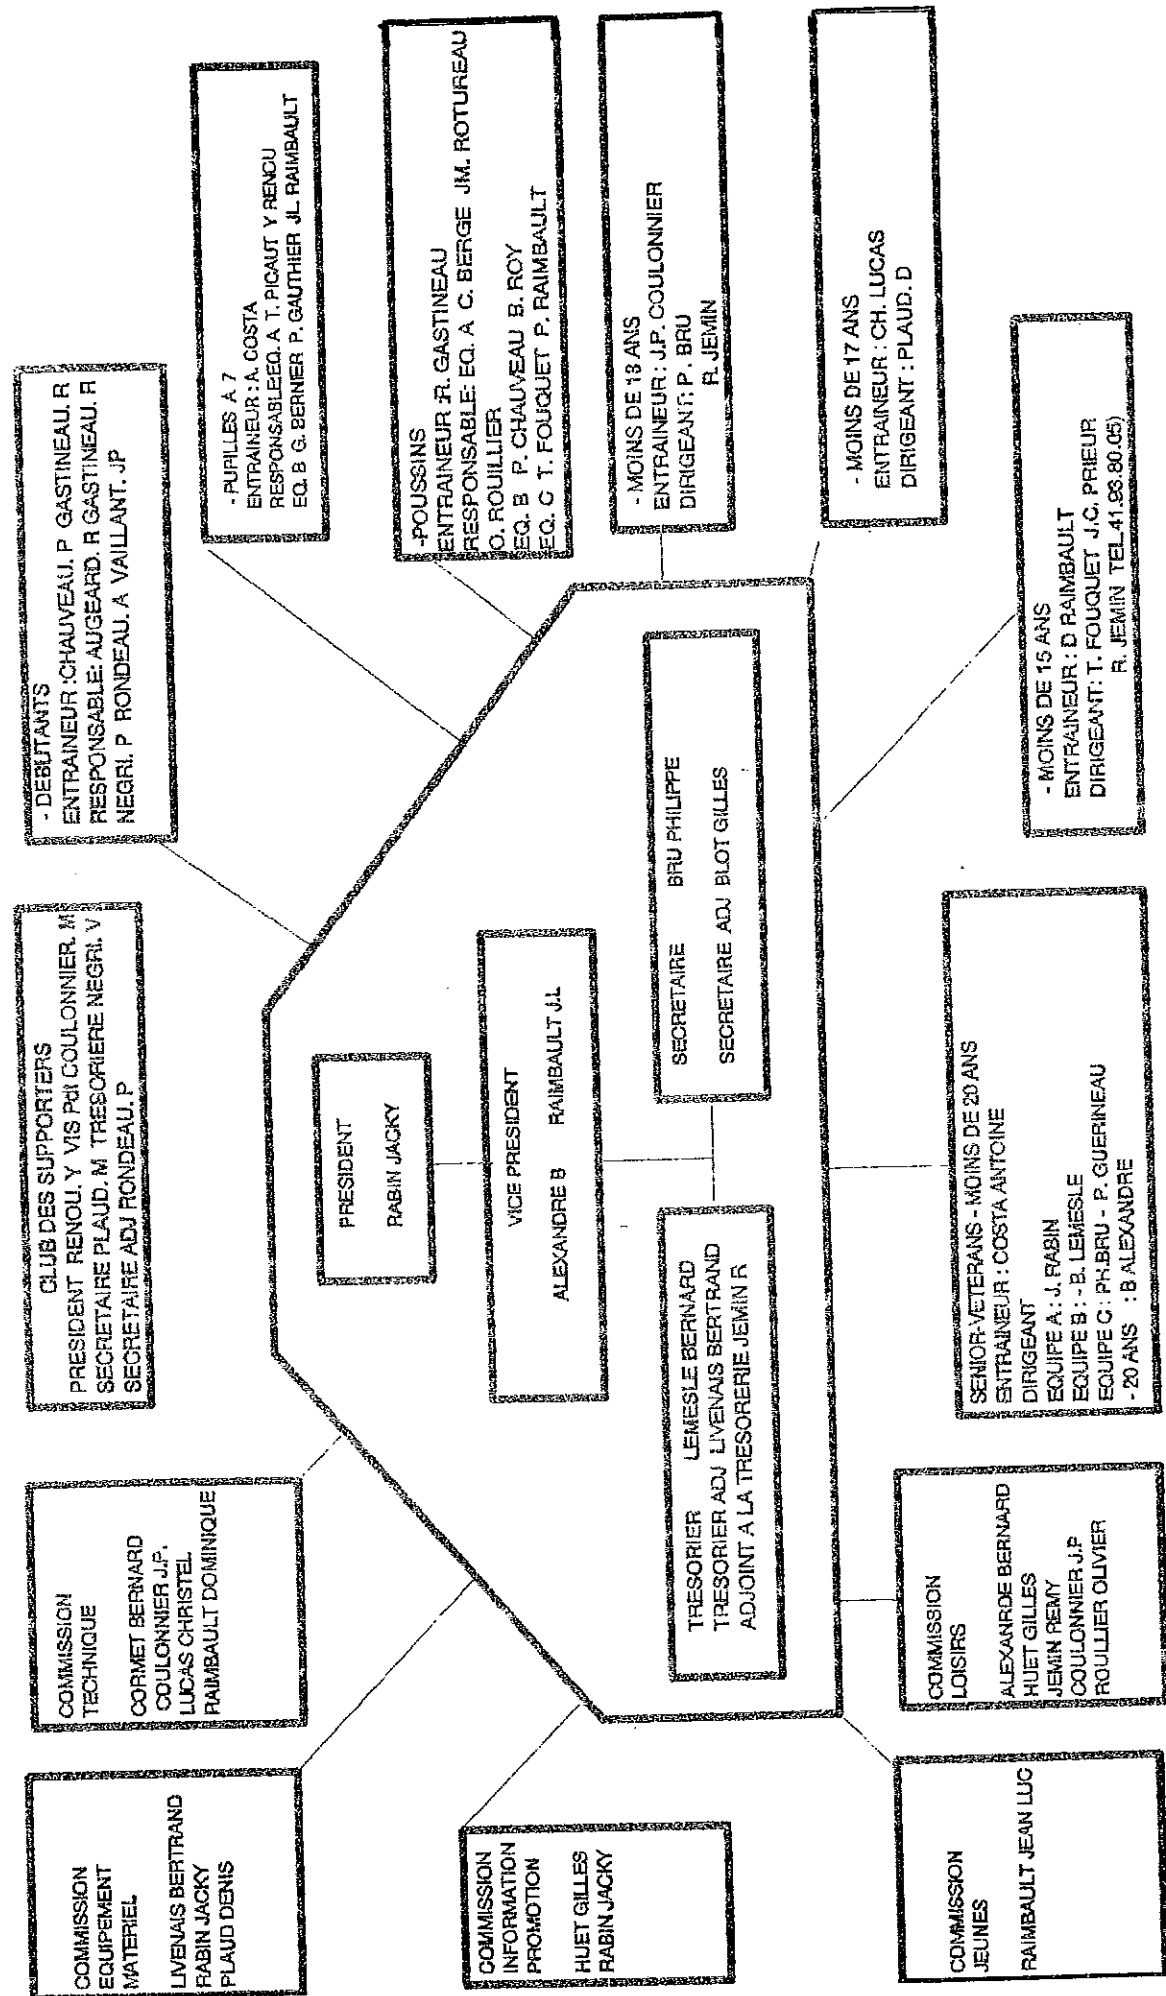 COMMISSION
EQUIPEMENT
MATERIEL
LIVENAIS BERTRAND
RABIN JACKY
PLAUD DENIS
COMMISSION
TECHNIQUE
CORMET BERNARD
COULONNIER J.P.
LUCAS CHRISTEL
RAIMBAULT DOMINIQUE
CLUB DES SUPPORTERS
PRESIDENT RENOU. Y VIS Pdt COULONNIER. M
SECRETAIRE PLAUD. M TRESORIERE NEGRI. V
SECRETAIRE ADJ RONDEAU. P
- DEBUTANTS
ENTRAINEUR :CHAUVEAU. P GASTINEAU. R
RESPONSABLE: AUGEARD. R GASTINEAU. R
NEGRI. P RONDEAU. A VAILLANT. JP
- PUPILLES A 7
ENTRAINEUR : A. COSTA
RESPONSABLE:EQ. A T. PICAUT Y RENOU
EQ. B G. BERNIER P. GAUTHIER JL RAIMBAULT
-POUSSINS
ENTRAINEUR :R. GASTINEAU
RESPONSABLE: EQ. A C. BERGE JM. ROTUREAU
O. ROUILLIER
EQ. B P. CHAUVEAU B. ROY
EQ. C T. FOUQUET P. RAIMBAULT
- MOINS DE 13 ANS
ENTRAINEUR : J.P. COULONNIER
DIRIGEANT: P. BRU
R. JEMIN
- MOINS DE 17 ANS
ENTRAINEUR : CH. LUCAS
DIRIGEANT : PLAUD. D
- MOINS DE 15 ANS
ENTRAINEUR : D RAIMBAULT
DIRIGEANT: T. FOUQUET J.C. PRIEUR
R. JEMIN TEL 41.93.80.05)
PRESIDENT
RABIN JACKY
VICE PRESIDENT
ALEXANDRE B RAIMBAULT J.L
TRESORIER LEMESLE BERNARD
TRESORIER ADJ LIVENAIS BERTRAND
ADJOINT A LA TRESORERIE JEMIN R
SECRETAIRE BRU PHILIPPE
SECRETAIRE ADJ BLOT GILLES
COMMISSION
INFORMATION
PROMOTION
HUET GILLES
RABIN JACKY
COMMISSION
JEUNES
RAIMBAULT JEAN LUC
COMMISSION
LOISIRS
ALEXANRDE BERNARD
HUET GILLES
JEMIN REMY
COULONNIER J.P
ROULLIER OLIVIER
SENIOR-VETERANS - MOINS DE 20 ANS
ENTRAINEUR : COSTA ANTOINE
DIRIGEANT
EQUIPE A : J. RABIN
EQUIPE B : - B. LEMESLE
EQUIPE C : PH.BRU - P. GUERINEAU
- 20 ANS : B ALEXANDRE